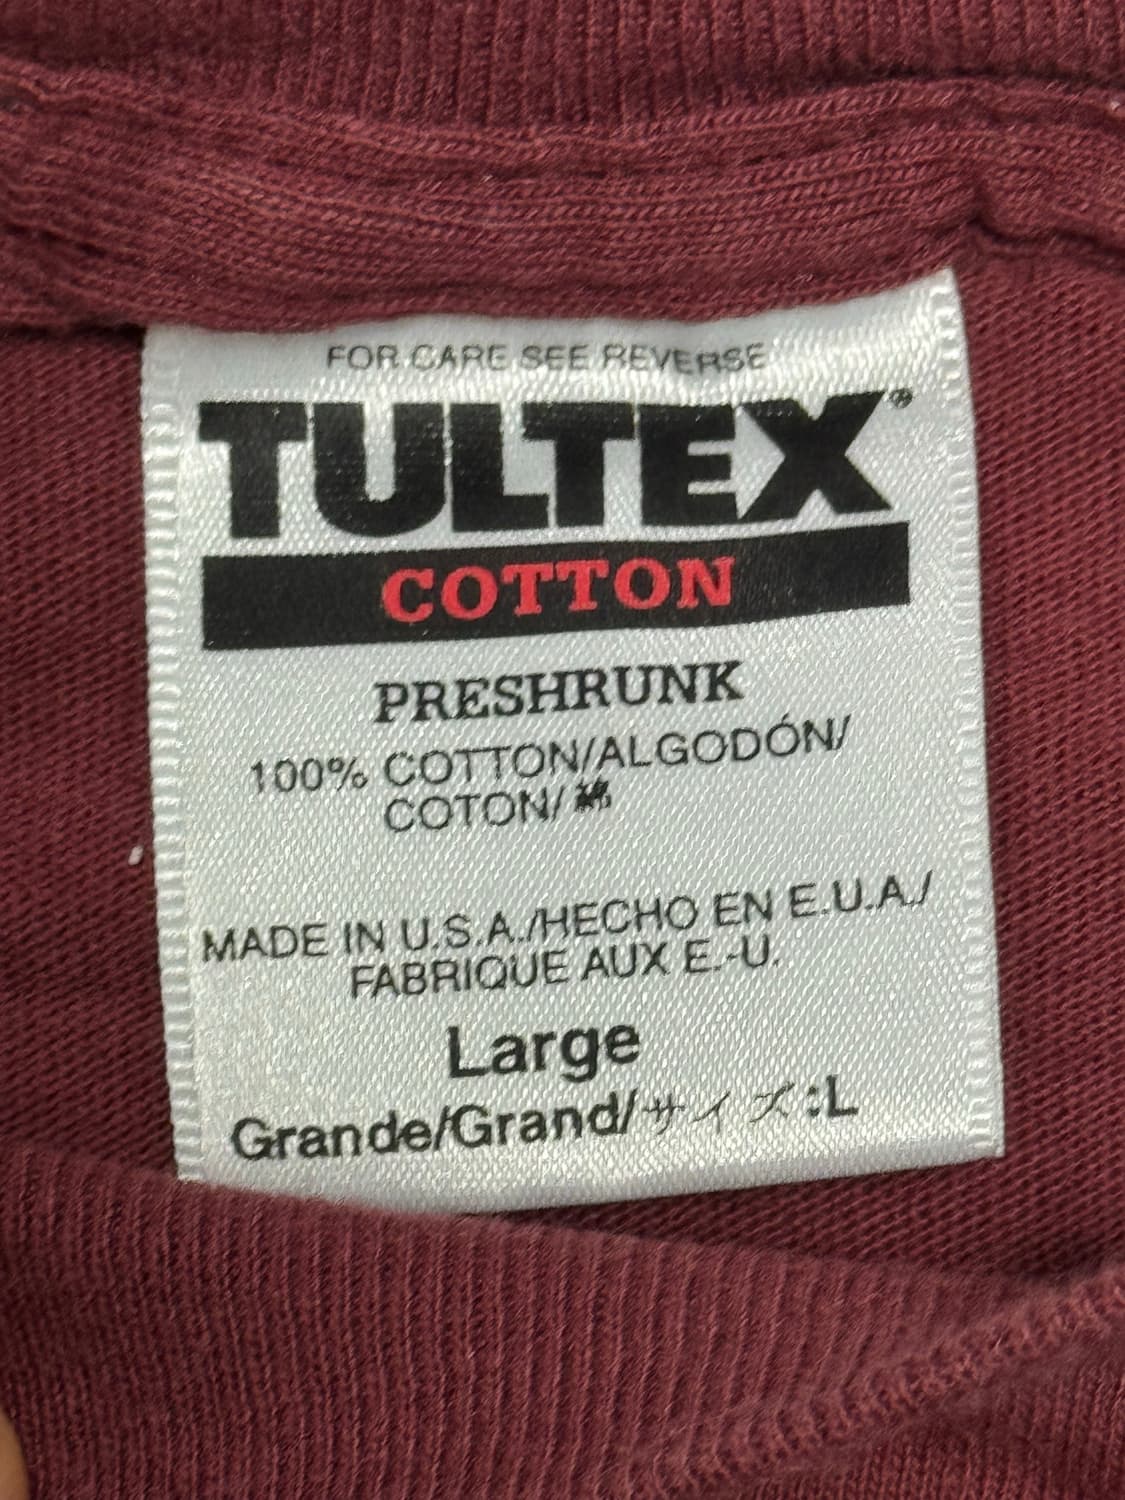 FOR CARE SEE REVERSE
TULTEX®
COTTON
PRESHRUNK
100% COTTON/ALGODÓN/
COTON/綿
MADE IN U.S.A./HECHO EN E.U.A./
FABRIQUE AUX E.-U.
Large
Grande/Grand/サイズ:L